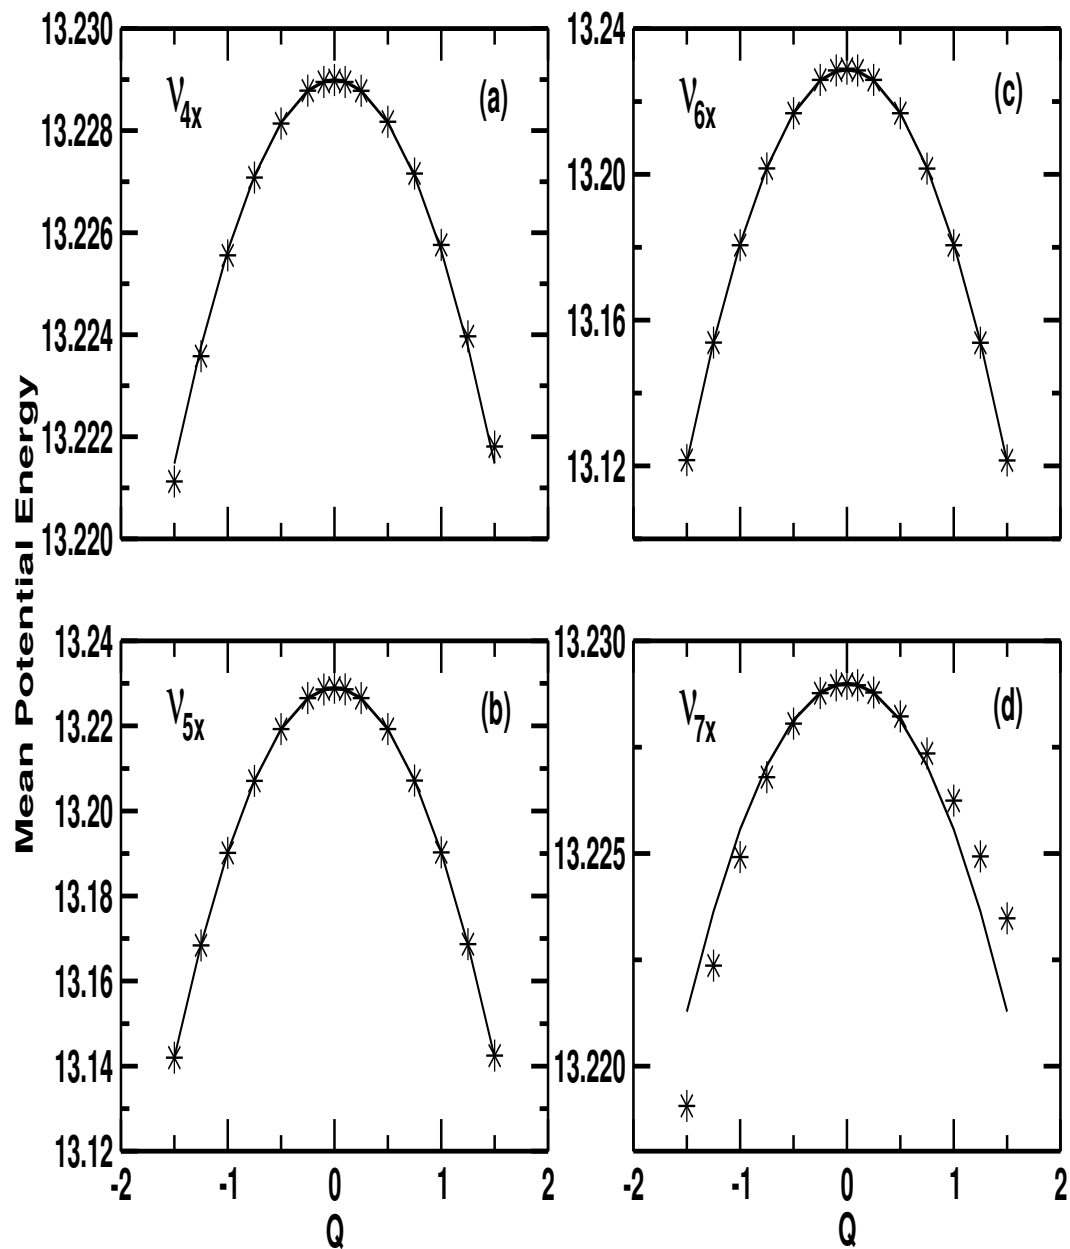 Mean Potential Energy
13.230
13.228
13.226
13.224
13.222
13.220
ν4x
(a)
13.24
13.20
13.16
13.12
ν6x
(c)
13.24
13.22
13.20
13.18
13.16
13.14
13.12
ν5x
(b)
-2 -1 0 1 2
Q
13.230
13.225
13.220
ν7x
(d)
-2 -1 0 1 2
Q